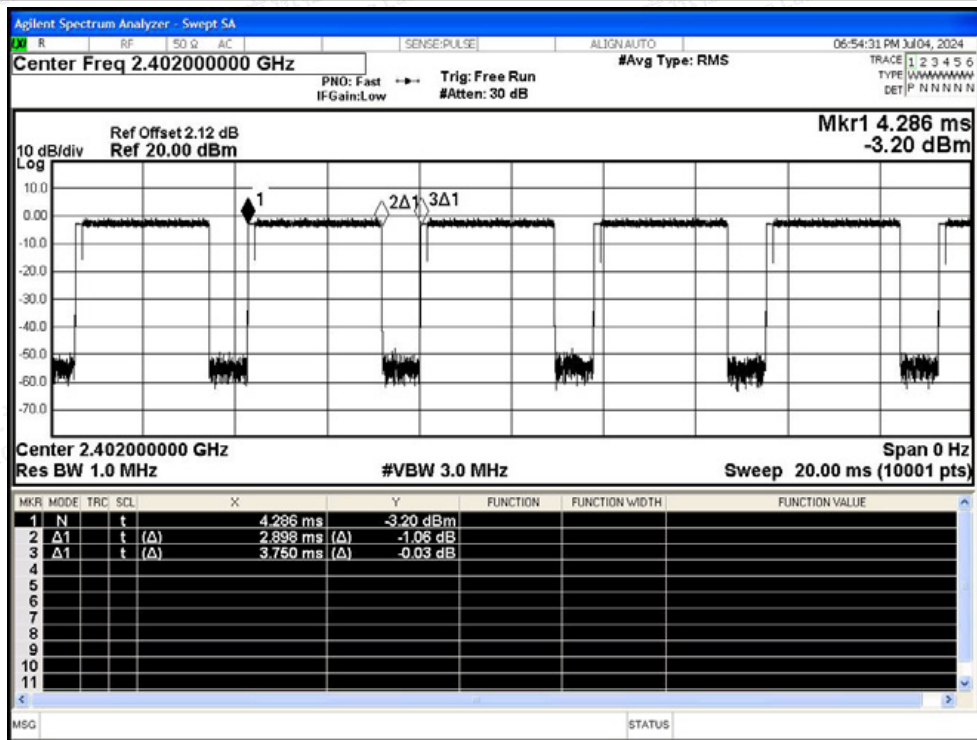 Agilent Spectrum Analyzer - Swept SA
LXI R RF 50 Ω AC SENSE:PULSE ALIGN AUTO 06:54:31 PM Jul 04, 2024
Center Freq 2.402000000 GHz #Avg Type: RMS TRACE 1 2 3 4 5 6
PNO: Fast Trig: Free Run TYPE WWWWWW
IFGain:Low #Atten: 30 dB DET P N N N N N
Mkr1 4.286 ms
Ref Offset 2.12 dB
10 dB/div Ref 20.00 dBm -3.20 dBm
Log
10.0
1 2Δ1 3Δ1
0.00
-10.0
-20.0
-30.0
-40.0
-50.0
-60.0
-70.0
Center 2.402000000 GHz Span 0 Hz
Res BW 1.0 MHz #VBW 3.0 MHz Sweep 20.00 ms (10001 pts)
MKR MODE TRC SCL X Y FUNCTION FUNCTION WIDTH FUNCTION VALUE
1 N t 4.286 ms -3.20 dBm
2 Δ1 t (Δ) 2.898 ms (Δ) -1.06 dB
3 Δ1 t (Δ) 3.750 ms (Δ) -0.03 dB
4
5
6
7
8
9
10
11
MSG STATUS